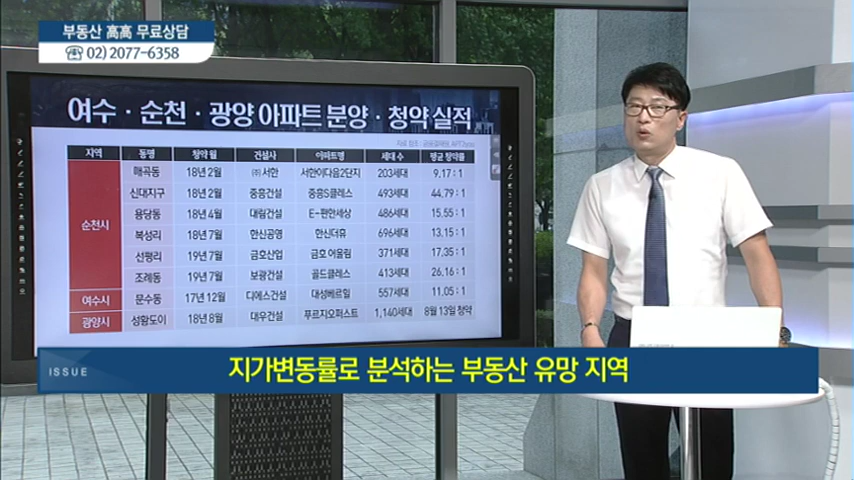 부동산 高高 무료상담
☎ 02) 2077-6358
여수 · 순천 · 광양 아파트 분양 · 청약 실적
지역 동명 청약 월 건설사 아파트명 세대 수 평균 청약률
순천시 매곡동 18년 2월 ㈜ 서한 서한이다음2단지 203세대 9.17 : 1
신대지구 18년 2월 중흥건설 중흥S클래스 493세대 44.79 : 1
용당동 18년 4월 대림건설 E-편한세상 486세대 15.55 : 1
복성리 18년 7월 한신공영 한신더휴 696세대 13.15 : 1
선평리 19년 7월 금호산업 금호 어울림 371세대 17.35 : 1
조례동 19년 7월 보광건설 골드클래스 413세대 26.16 : 1
여수시 문수동 17년 12월 디에스건설 대성베르힐 557세대 11.05 : 1
광양시 성황도이 18년 8월 대우건설 푸르지오퍼스트 1,140세대 8월 13일 청약
ISSUE
지가변동률로 분석하는 부동산 유망 지역